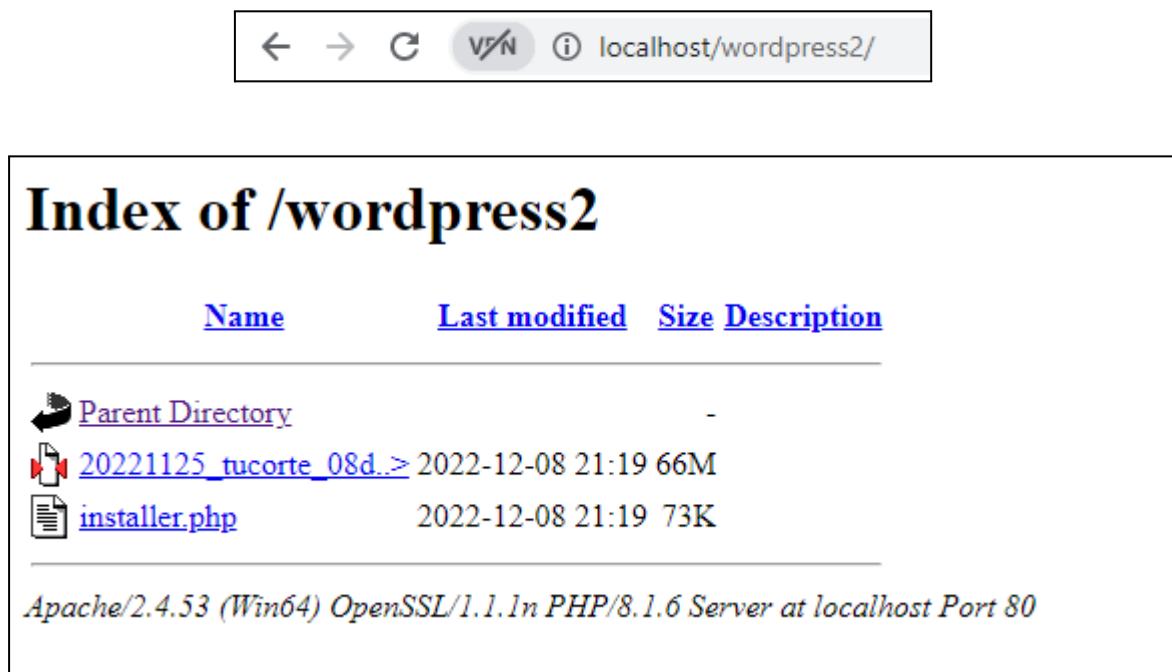 VPN localhost/wordpress2/
Index of /wordpress2
Name Last modified Size Description
Parent Directory -
20221125_tucorte_08d..> 2022-12-08 21:19 66M
installer.php 2022-12-08 21:19 73K
Apache/2.4.53 (Win64) OpenSSL/1.1.1n PHP/8.1.6 Server at localhost Port 80